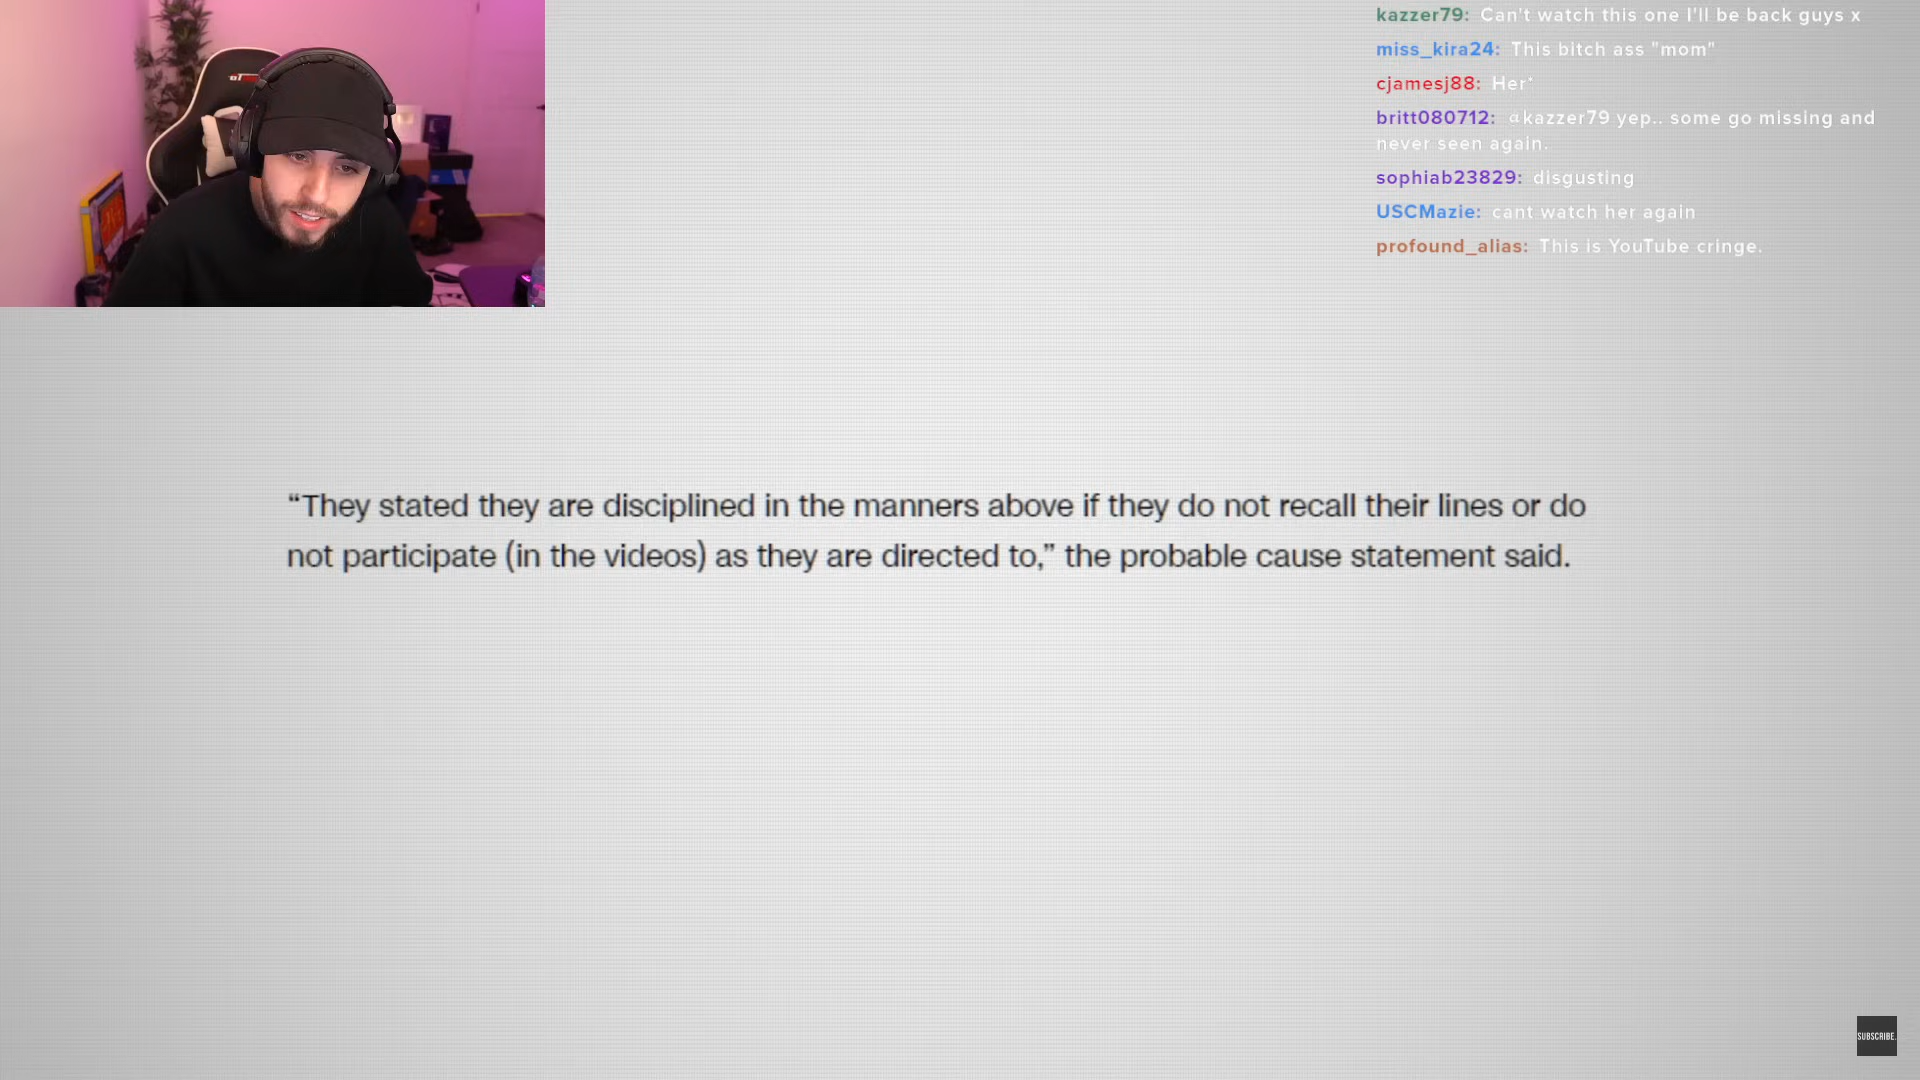 kazzer79: Can't watch this one I'll be back guys x
miss_kira24: This bitch ass "mom"
cjamesj88: Her*
britt080712: @kazzer79 yep.. some go missing and
never seen again.
sophiab23829: disgusting
USCMazie: cant watch her again
profound_alias: This is YouTube cringe.
“They stated they are disciplined in the manners above if they do not recall their lines or do
not participate (in the videos) as they are directed to,” the probable cause statement said.
SUBSCRIBE.